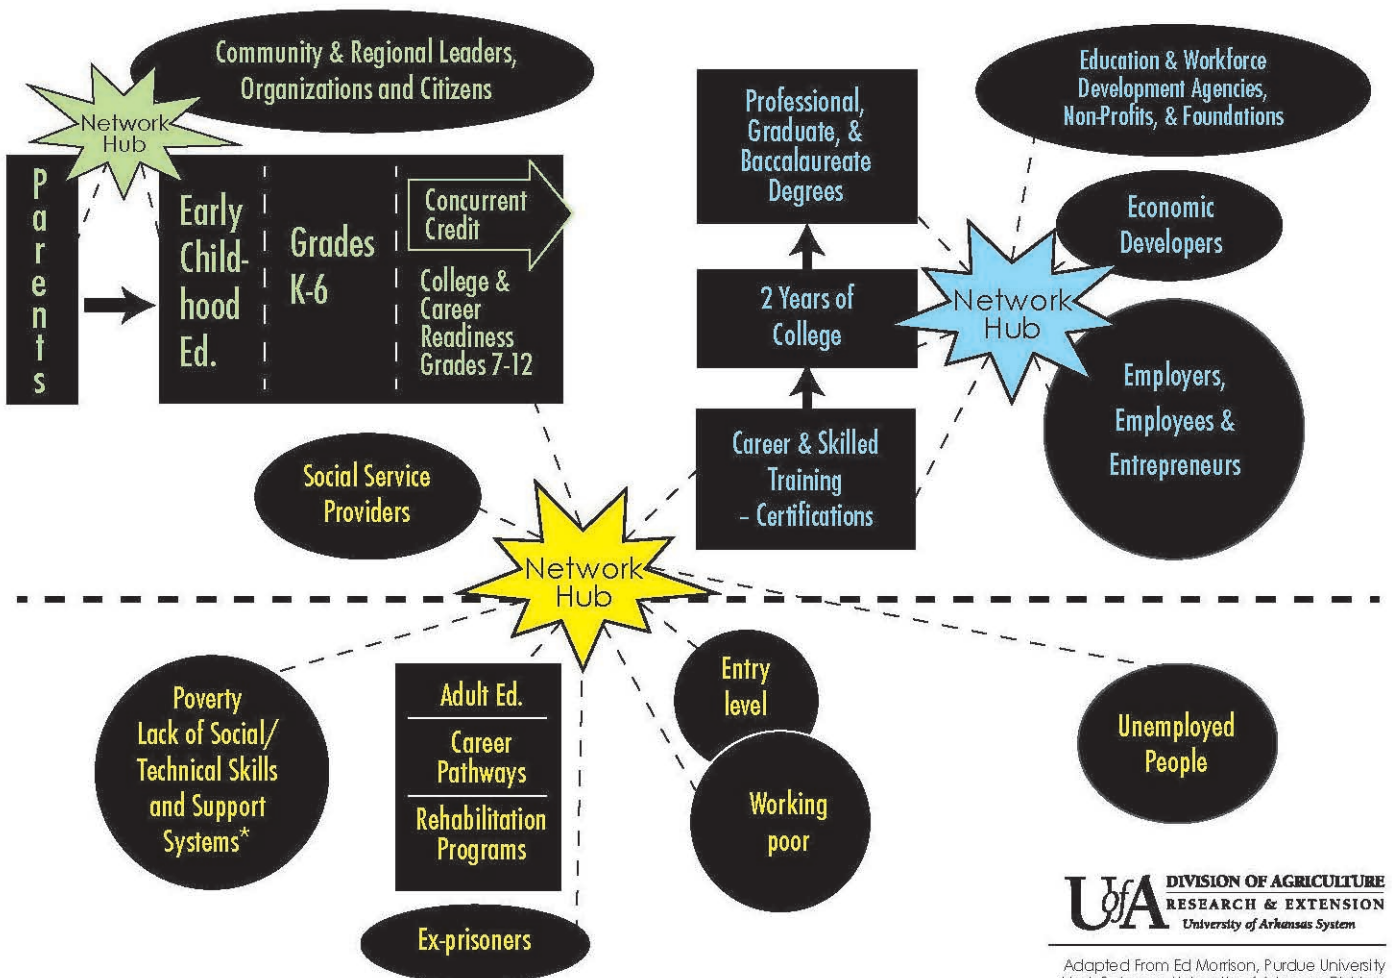 Community & Regional Leaders,
Organizations and Citizens
Network
Hub
P
a
r
e
n
t
s
Early
Child-
hood
Ed.
Grades
K-6
Concurrent
Credit
College &
Career
Readiness
Grades 7-12
Professional,
Graduate, &
Baccalaureate
Degrees
2 Years of
College
Career & Skilled
Training
– Certifications
Education & Workforce
Development Agencies,
Non-Profits, & Foundations
Economic
Developers
Network
Hub
Employers,
Employees &
Entrepreneurs
Social Service
Providers
Network
Hub
Poverty
Lack of Social/
Technical Skills
and Support
Systems*
Adult Ed.
Career
Pathways
Rehabilitation
Programs
Ex-prisoners
Entry
level
Working
poor
Unemployed
People
UofA
DIVISION OF AGRICULTURE
RESEARCH & EXTENSION
University of Arkansas System
Adapted From Ed Morrison, Purdue University